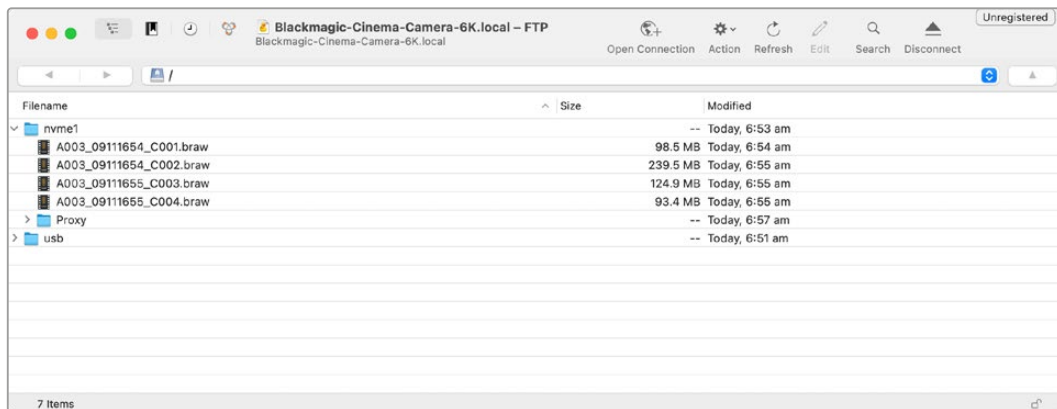 Unregistered
Blackmagic-Cinema-Camera-6K.local – FTP
Blackmagic-Cinema-Camera-6K.local
Open Connection Action Refresh Edit Search Disconnect
/
Filename Size Modified
nvme1 -- Today, 6:53 am
A003_09111654_C001.braw 98.5 MB Today, 6:54 am
A003_09111654_C002.braw 239.5 MB Today, 6:55 am
A003_09111655_C003.braw 124.9 MB Today, 6:55 am
A003_09111655_C004.braw 93.4 MB Today, 6:55 am
Proxy -- Today, 6:57 am
usb -- Today, 6:51 am
7 Items